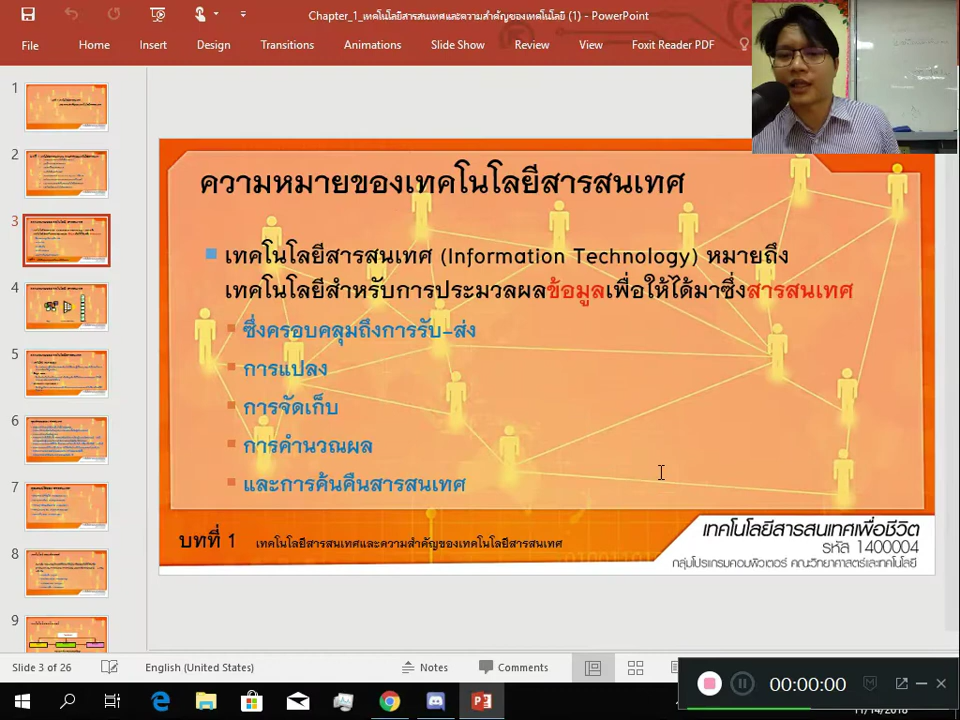 Chapter_1_เทคโนโลยีสารสนเทศและความสำคัญของเทคโนโลยี (1) - PowerPoint
File Home Insert Design Transitions Animations Slide Show Review View Foxit Reader PDF
1
2
3
4
5
6
7
8
9
ความหมายของเทคโนโลยีสารสนเทศ
เทคโนโลยีสารสนเทศ (Information Technology) หมายถึง
เทคโนโลยีสำหรับการประมวลผลข้อมูลเพื่อให้ได้มาซึ่งสารสนเทศ
ซึ่งครอบคลุมถึงการรับ-ส่ง
การแปลง
การจัดเก็บ
การคำนวณผล
และการค้นคืนสารสนเทศ
บทที่ 1 เทคโนโลยีสารสนเทศและความสำคัญของเทคโนโลยีสารสนเทศ
เทคโนโลยีสารสนเทศเพื่อชีวิต
รหัส 1400004
กลุ่มโปรแกรมคอมพิวเตอร์ คณะวิทยาศาสตร์และเทคโนโลยี
Slide 3 of 26 English (United States) Notes Comments
00:00:00
11/14/2018